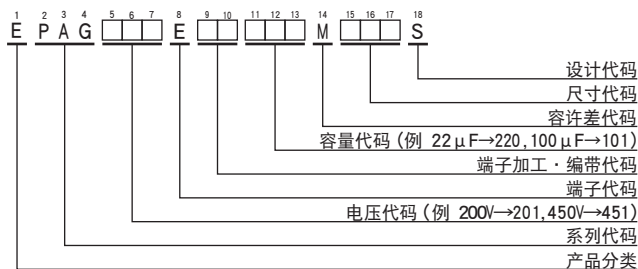 1 2 3 4 5 6 7 8 9 10 11 12 13 14 15 16 17 18
E PAG□□□E□□□□□M□□□S
设计代码
尺寸代码
容许差代码
容量代码(例 22μF→220,100μF→101)
端子加工·编带代码
端子代码
电压代码(例 200V→201,450V→451)
系列代码
产品分类